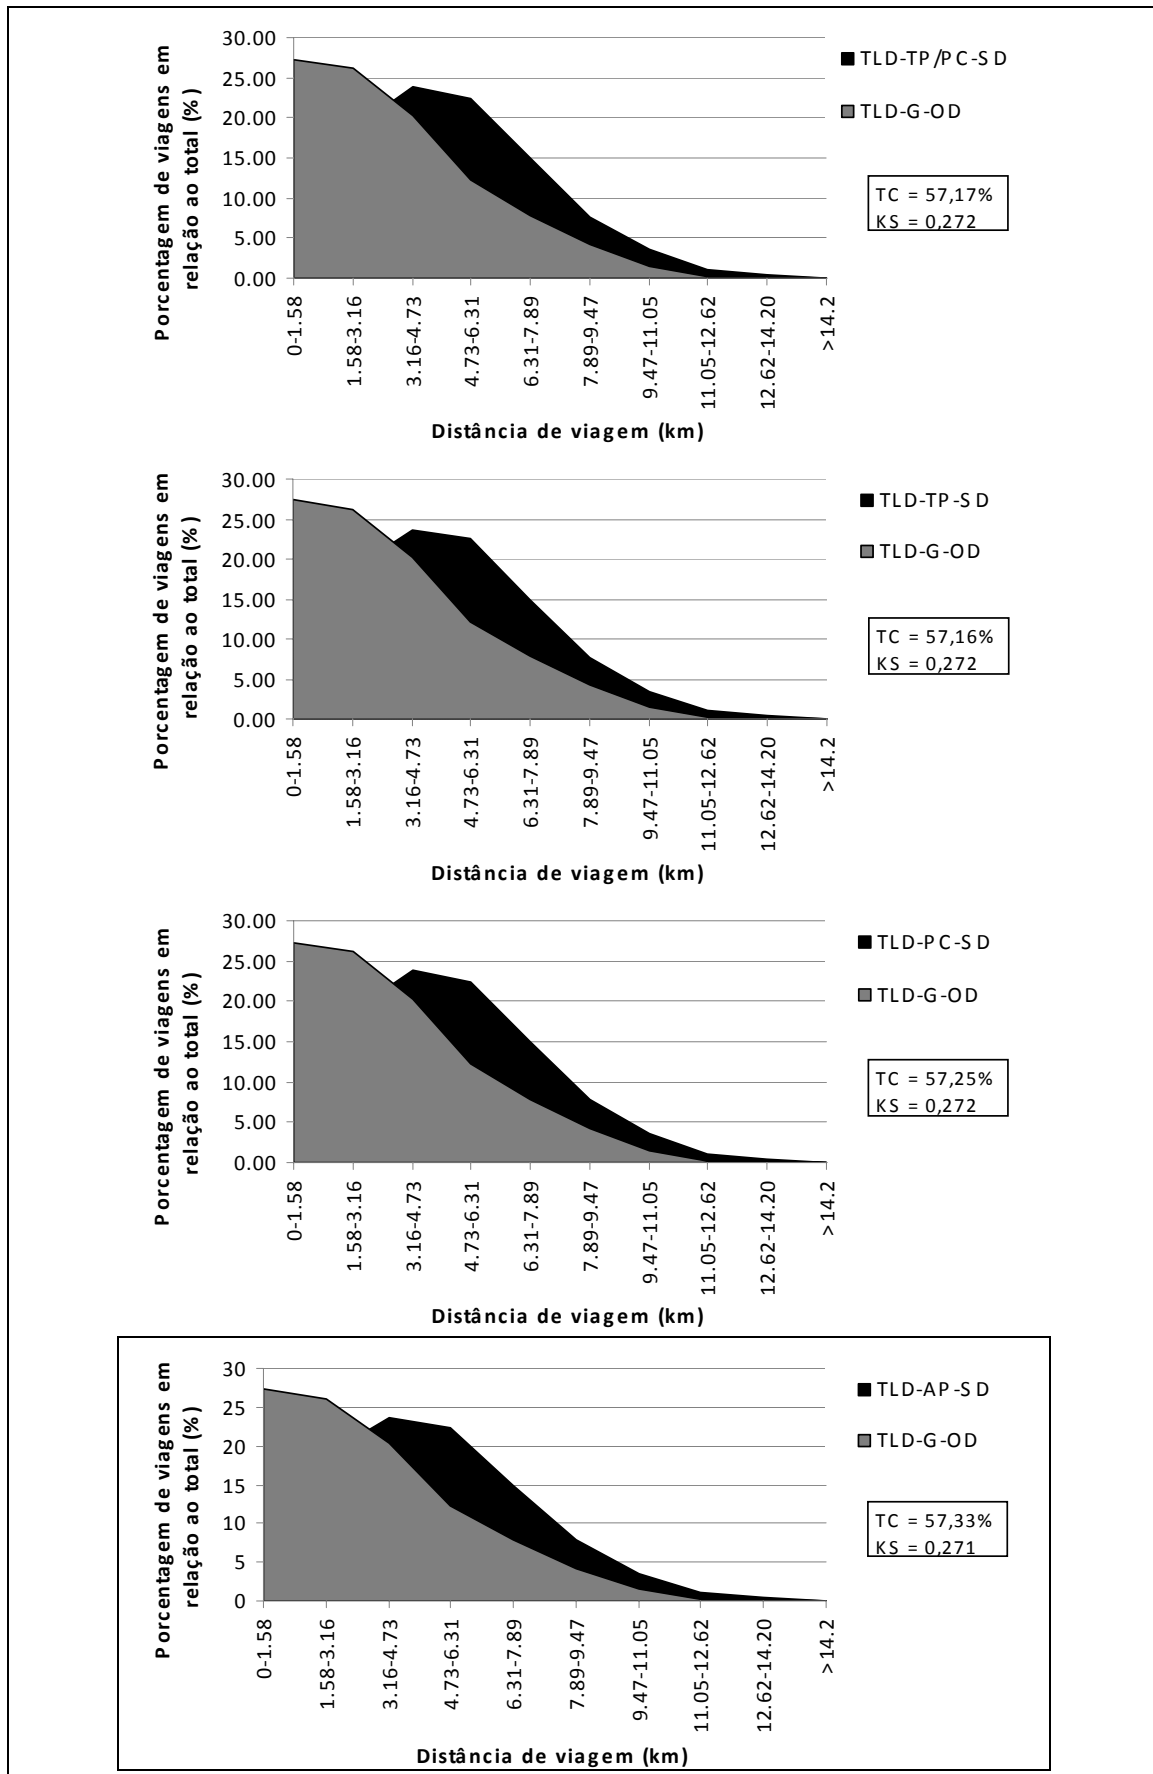 Porcentagem de viagens em
relação ao total (%)
30.00
25.00
20.00
15.00
10.00
5.00
0.00
0-1.58
1.58-3.16
3.16-4.73
4.73-6.31
6.31-7.89
7.89-9.47
9.47-11.05
11.05-12.62
12.62-14.20
>14.2
Distância de viagem (km)
TLD-TP/PC-SD
TLD-G-OD
TC = 57,17%
KS = 0,272
Porcentagem de viagens em
relação ao total (%)
30.00
25.00
20.00
15.00
10.00
5.00
0.00
0-1.58
1.58-3.16
3.16-4.73
4.73-6.31
6.31-7.89
7.89-9.47
9.47-11.05
11.05-12.62
12.62-14.20
>14.2
Distância de viagem (km)
TLD-TP-SD
TLD-G-OD
TC = 57,16%
KS = 0,272
Porcentagem de viagens em
relação ao total (%)
30.00
25.00
20.00
15.00
10.00
5.00
0.00
0-1.58
1.58-3.16
3.16-4.73
4.73-6.31
6.31-7.89
7.89-9.47
9.47-11.05
11.05-12.62
12.62-14.20
>14.2
Distância de viagem (km)
TLD-PC-SD
TLD-G-OD
TC = 57,25%
KS = 0,272
Porcentagem de viagens em
relação ao total (%)
30
25
20
15
10
5
0
0-1.58
1.58-3.16
3.16-4.73
4.73-6.31
6.31-7.89
7.89-9.47
9.47-11.05
11.05-12.62
12.62-14.20
>14.2
Distância de viagem (km)
TLD-AP-SD
TLD-G-OD
TC = 57,33%
KS = 0,271